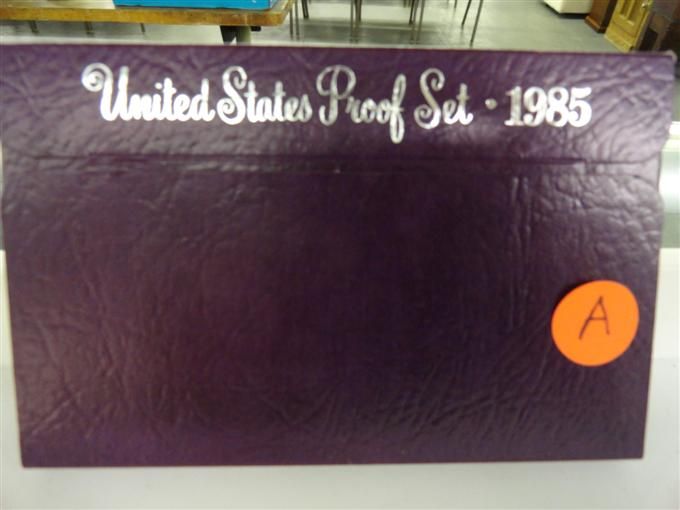 United States Proof Set · 1985
A